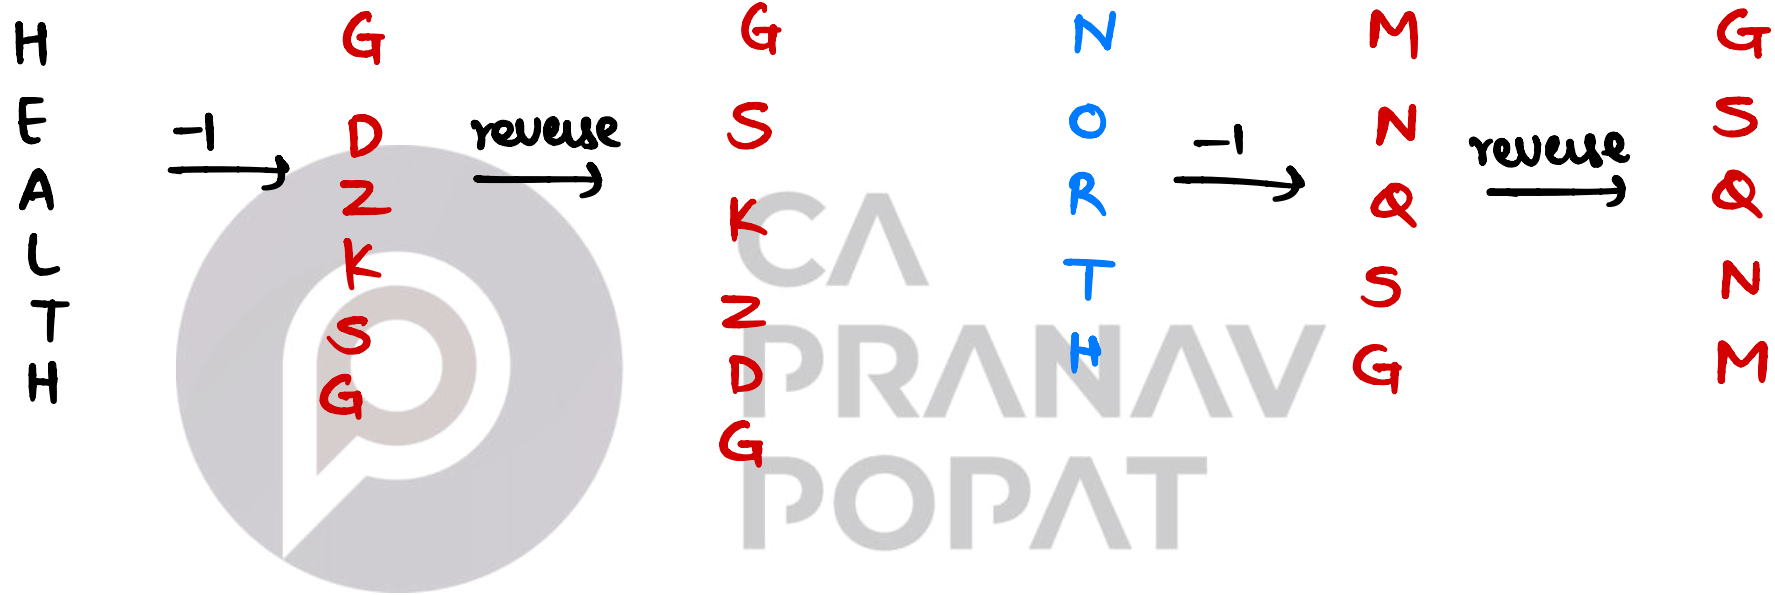 H G G N M G
E -1 D reverse S O -1 N reverse S
A Z K R Q Q
L K Z T S N
T S D H G M
H G G
CA
PRANAV
POPAT